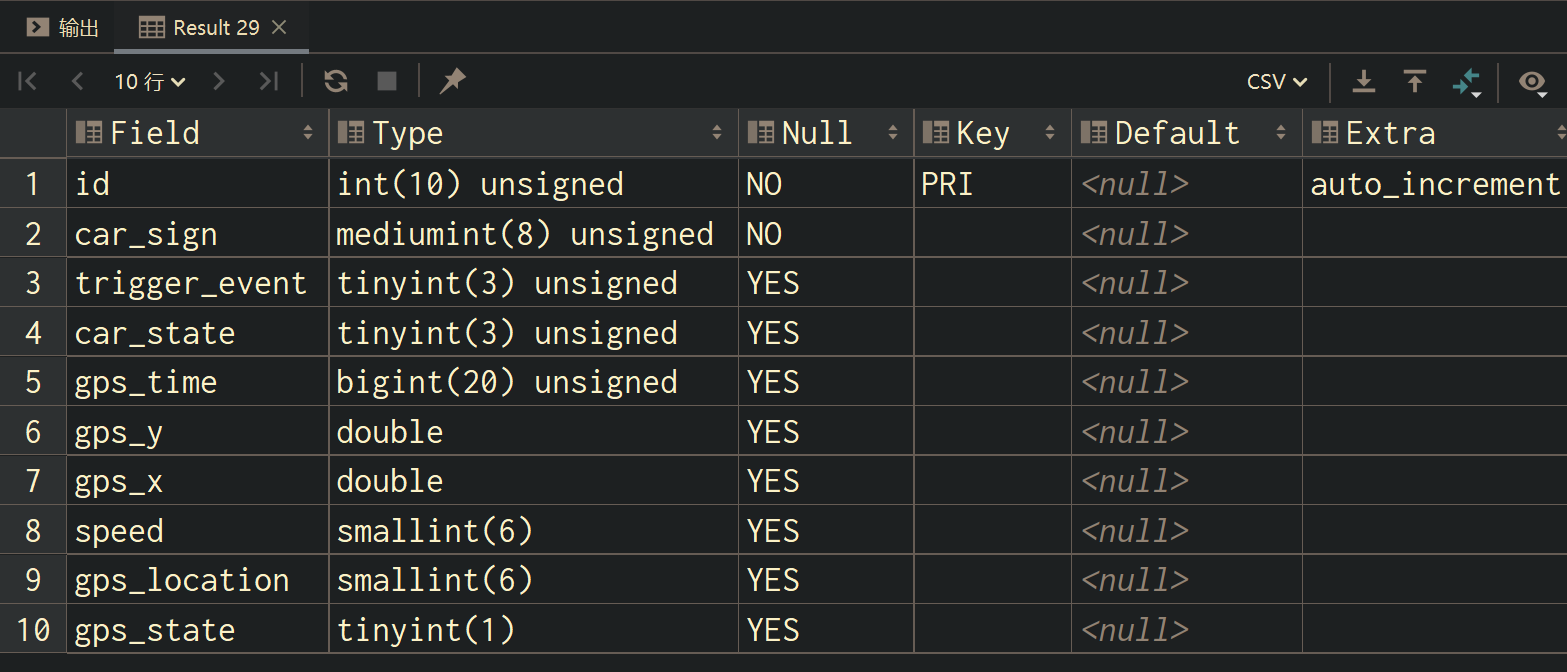 输出 Result 29
10 行 CSV
Field Type Null Key Default Extra
1 id int(10) unsigned NO PRI <null> auto_increment
2 car_sign mediumint(8) unsigned NO <null>
3 trigger_event tinyint(3) unsigned YES <null>
4 car_state tinyint(3) unsigned YES <null>
5 gps_time bigint(20) unsigned YES <null>
6 gps_y double YES <null>
7 gps_x double YES <null>
8 speed smallint(6) YES <null>
9 gps_location smallint(6) YES <null>
10 gps_state tinyint(1) YES <null>